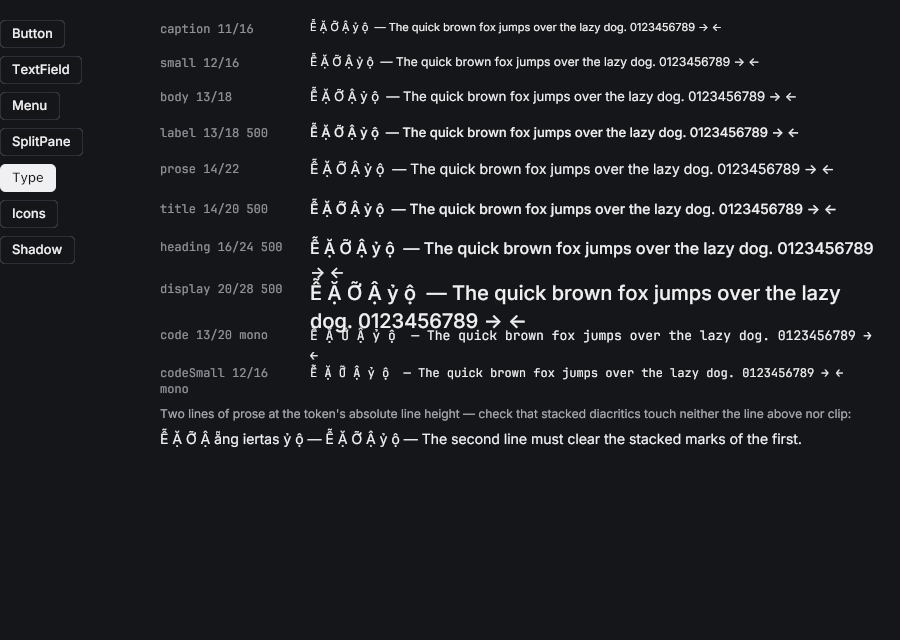 Button
TextField
Menu
SplitPane
Type
Icons
Shadow
caption 11/16 Ễ Ặ Ỡ Ậ ỷ ộ — The quick brown fox jumps over the lazy dog. 0123456789 → ←
small 12/16 Ễ Ặ Ỡ Ậ ỷ ộ — The quick brown fox jumps over the lazy dog. 0123456789 → ←
body 13/18 Ễ Ặ Ỡ Ậ ỷ ộ — The quick brown fox jumps over the lazy dog. 0123456789 → ←
label 13/18 500 Ễ Ặ Ỡ Ậ ỷ ộ — The quick brown fox jumps over the lazy dog. 0123456789 → ←
prose 14/22 Ễ Ặ Ỡ Ậ ỷ ộ — The quick brown fox jumps over the lazy dog. 0123456789 → ←
title 14/20 500 Ễ Ặ Ỡ Ậ ỷ ộ — The quick brown fox jumps over the lazy dog. 0123456789 → ←
heading 16/24 500 Ễ Ặ Ỡ Ậ ỷ ộ — The quick brown fox jumps over the lazy dog. 0123456789
→ ←
display 20/28 500 Ễ Ặ Ỡ Ậ ỷ ộ — The quick brown fox jumps over the lazy
dog. 0123456789 → ←
code 13/20 mono Ễ Ặ Ỡ Ậ ỷ ộ — The quick brown fox jumps over the lazy dog. 0123456789 →
←
codeSmall 12/16 Ễ Ặ Ỡ Ậ ỷ ộ — The quick brown fox jumps over the lazy dog. 0123456789 → ←
mono
Two lines of prose at the token's absolute line height — check that stacked diacritics touch neither the line above nor clip:
Ễ Ặ Ỡ Ậ ẵng iertas ỷ ộ — Ễ Ặ Ỡ Ậ ỷ ộ — The second line must clear the stacked marks of the first.